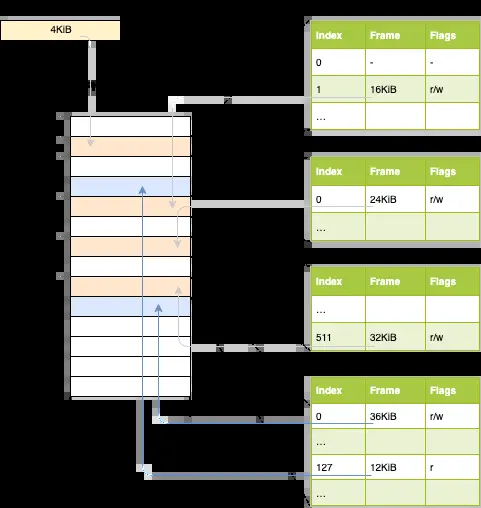 4KiB
Index Frame Flags
0 - -
1 16KiB r/w
...
Index Frame Flags
0 24KiB r/w
...
Index Frame Flags
...
511 32KiB r/w
Index Frame Flags
0 36KiB r/w
...
127 12KiB r
...